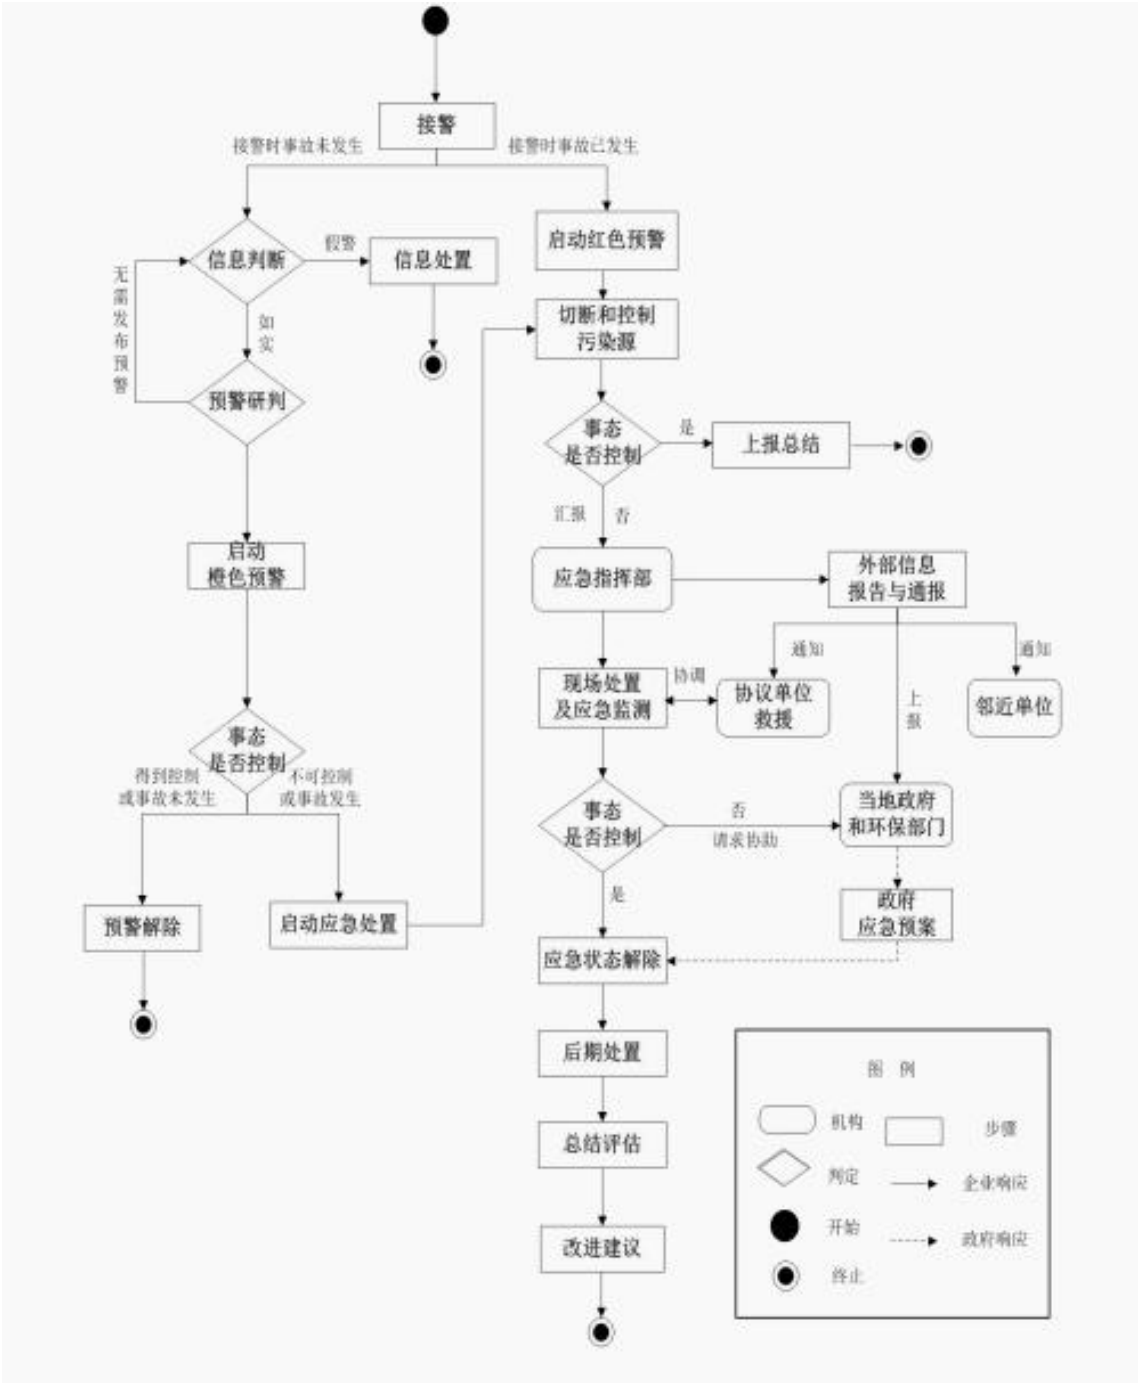 接警
接警时事故未发生
接警时事故已发生
启动红色预警
信息判断
假警
信息处置
无需发布预警
如实
切断和控制
污染源
预警研判
事态
是否控制
是
上报总结
汇报
否
启动
橙色预警
应急指挥部
外部信息
报告与通报
通知
通知
现场处置
及应急监测
协调
协议单位
救援
上报
邻近单位
事态
是否控制
得到控制
或事故未发生
不可控制
或事故发生
事态
是否控制
否
请求协助
当地政府
和环保部门
是
政府
应急预案
预警解除
启动应急处置
应急状态解除
后期处置
总结评估
改进建议
图 例
机构
步骤
判定
企业响应
开始
政府响应
终止